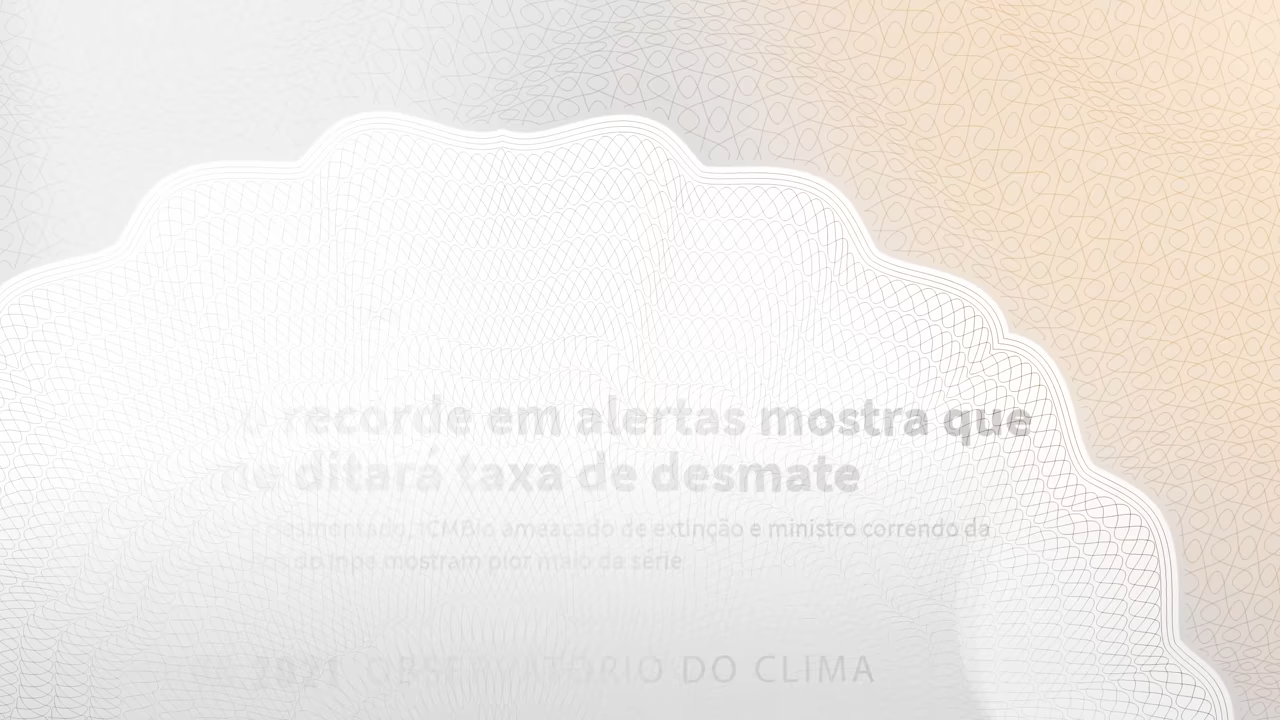 recorde em alertas mostra que
ditará taxa de desmate
ICMBio ameaçado de extinção e ministro correndo da
do Inpe mostram pior maio da série
2021 OBSERVATÓRIO DO CLIMA